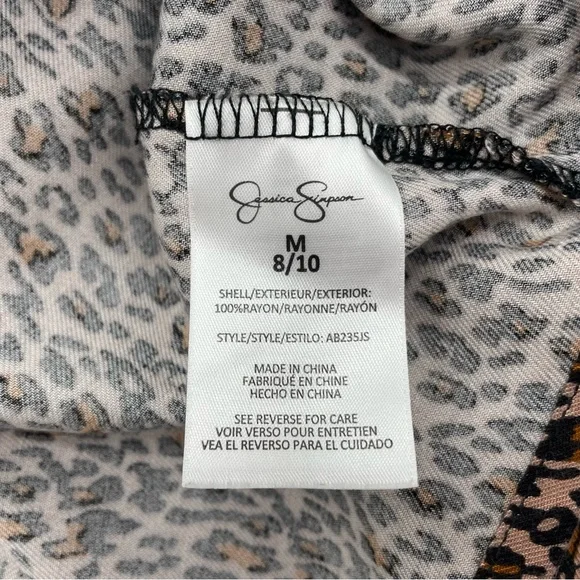 Jessica Simpson
M
8/10
SHELL/EXTERIEUR/EXTERIOR:
100%RAYON/RAYONNE/RAYÓN
STYLE/STYLE/ESTILO: AB235JS
MADE IN CHINA
FABRIQUÉ EN CHINE
HECHO EN CHINA
SEE REVERSE FOR CARE
VOIR VERSO POUR ENTRETIEN
VEA EL REVERSO PARA EL CUIDADO